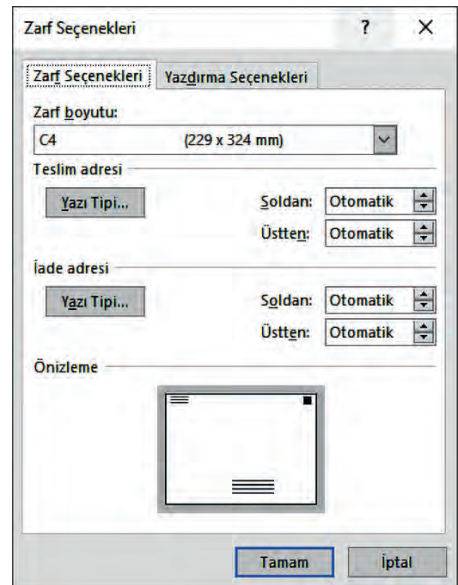 Zarf Seçenekleri ? X
Zarf Seçenekleri Yazdırma Seçenekleri
Zarf boyutu:
C4 (229 x 324 mm)
Teslim adresi
Yazı Tipi... Soldan: Otomatik
Üstten: Otomatik
İade adresi
Yazı Tipi... Soldan: Otomatik
Üstten: Otomatik
Önizleme
Tamam İptal